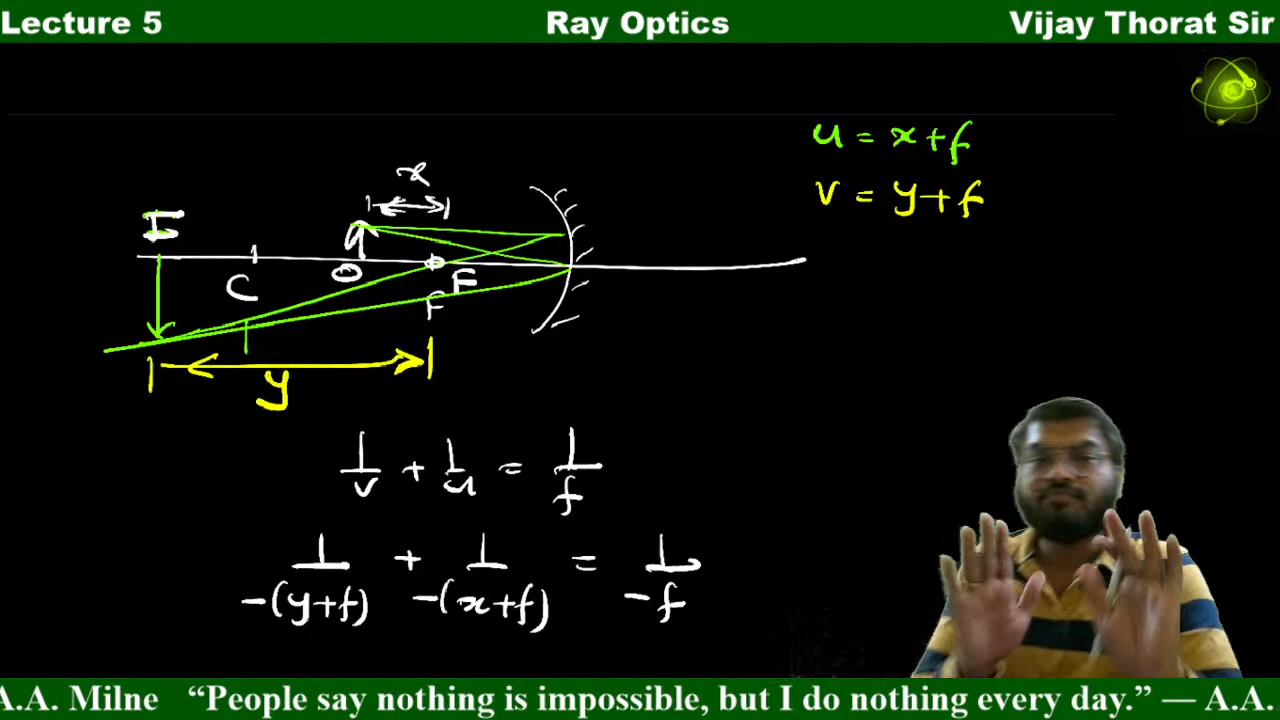 Lecture 5 Ray Optics Vijay Thorat Sir
u = x+f
v = y+f
x
I
C O F
F
y
1/v + 1/u = 1/f
1/-(y+f) + 1/-(x+f) = 1/-f
A.A. Milne “People say nothing is impossible, but I do nothing every day.” — A.A.